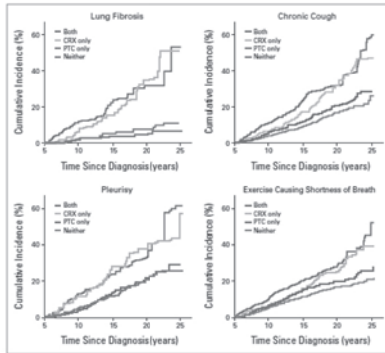 Lung Fibrosis
Cumulative Incidence (%)
60
40
20
0
Both
CRX only
PTC only
Neither
5 10 15 20 25
Time Since Diagnosis (years)
Chronic Cough
Cumulative Incidence (%)
60
40
20
0
Both
CRX only
PTC only
Neither
5 10 15 20 25
Time Since Diagnosis (years)
Pleurisy
Cumulative Incidence (%)
60
40
20
0
Both
CRX only
PTC only
Neither
5 10 15 20 25
Time Since Diagnosis (years)
Exercise Causing Shortness of Breath
Cumulative Incidence (%)
60
40
20
0
Both
CRX only
PTC only
Neither
5 10 15 20 25
Time Since Diagnosis (years)